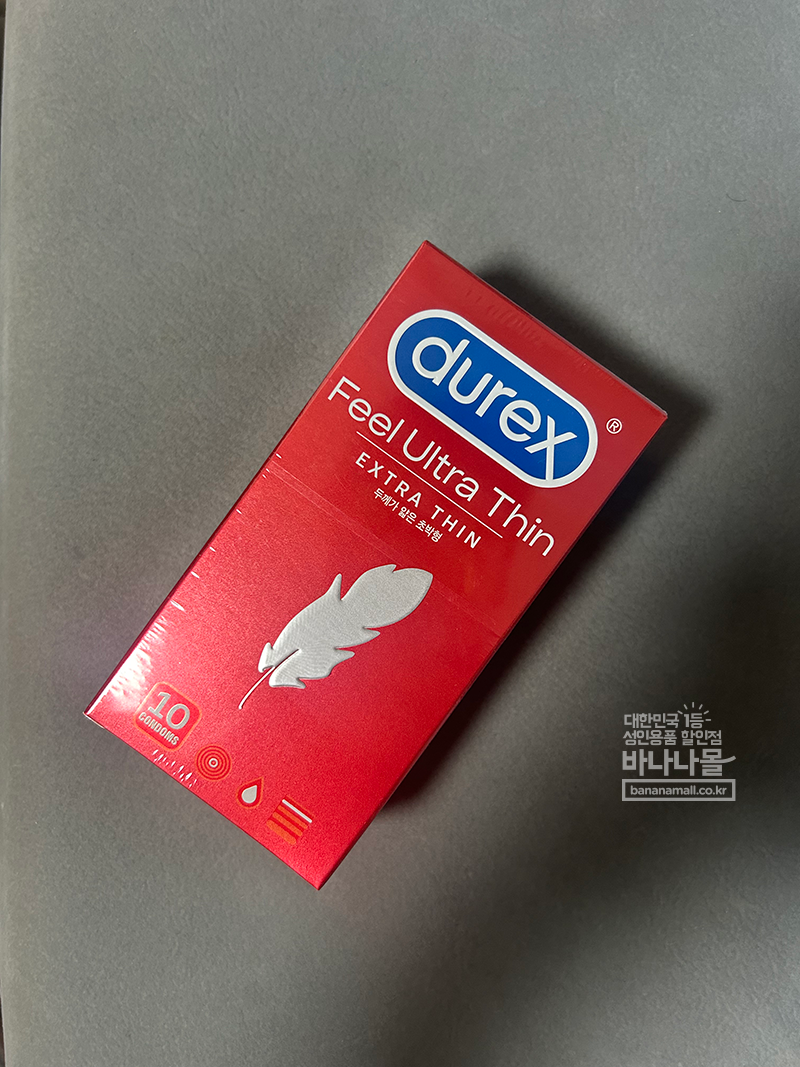 durex®
Feel Ultra Thin
EXTRA THIN
두께가 얇은 초박형
10
CONDOMS
대한민국 1등
성인용품 할인점
바나나몰
bananamall.co.kr